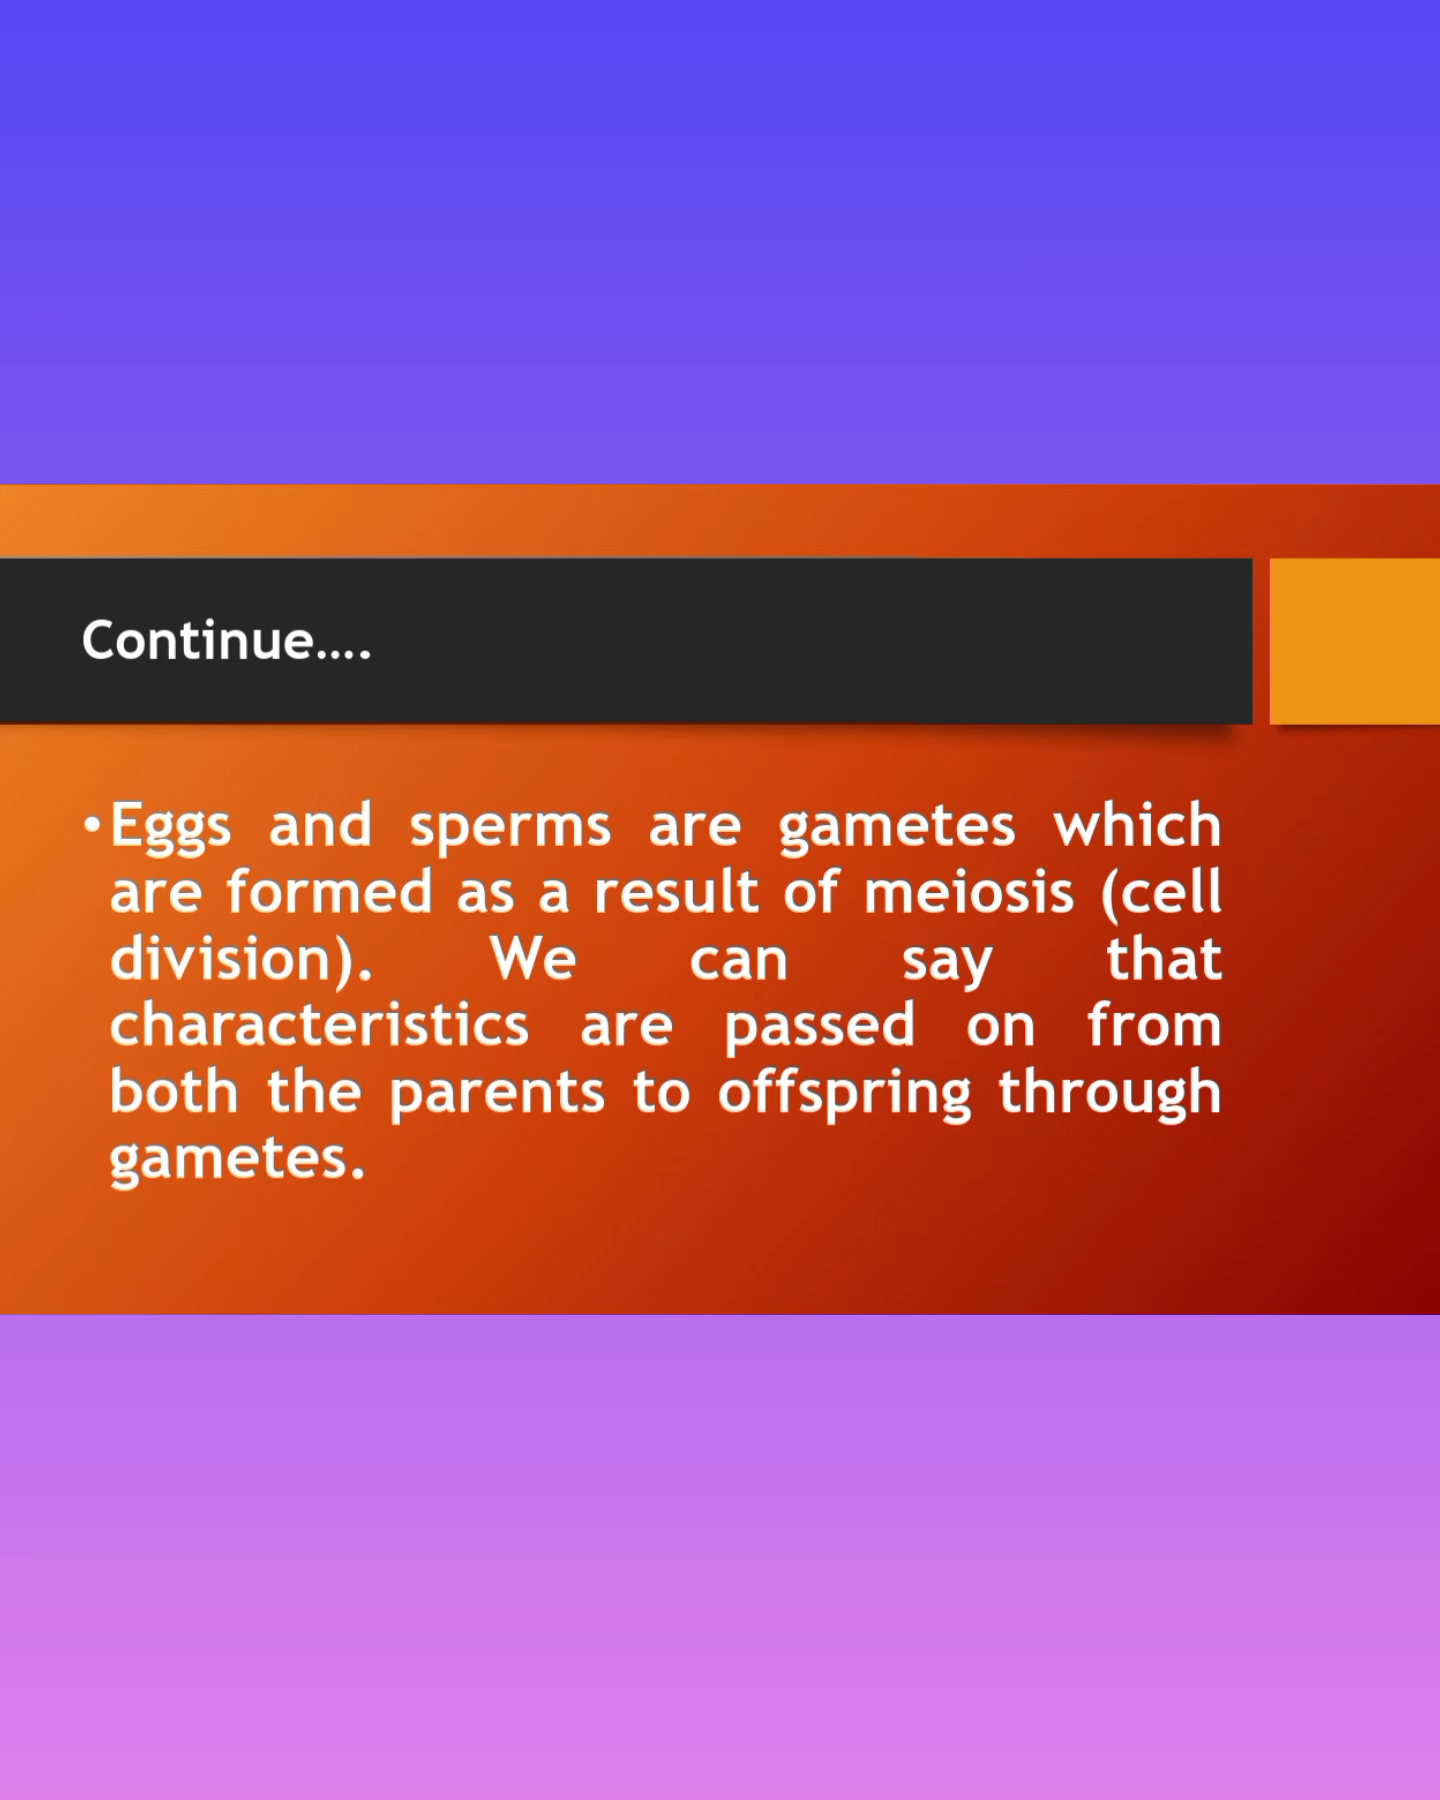 Continue....
•Eggs and sperms are gametes which
are formed as a result of meiosis (cell
division). We can say that
characteristics are passed on from
both the parents to offspring through
gametes.